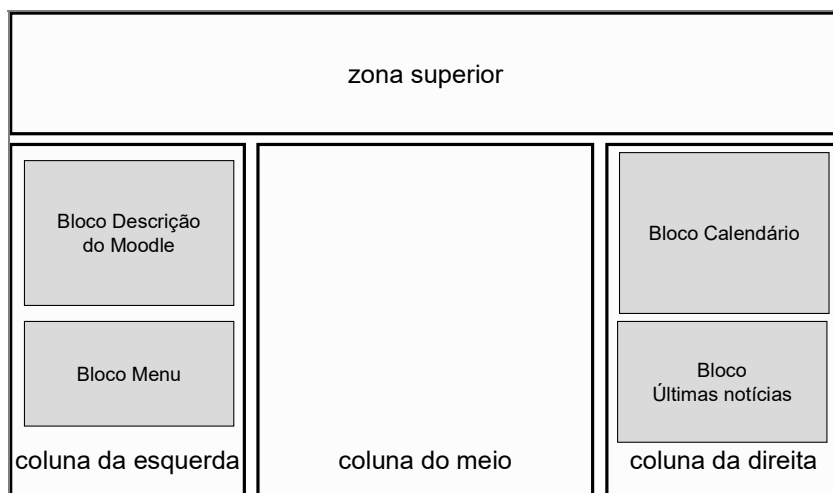 zona superior
Bloco Descrição
do Moodle
Bloco Menu
coluna da esquerda
coluna do meio
Bloco Calendário
Bloco
Últimas notícias
coluna da direita